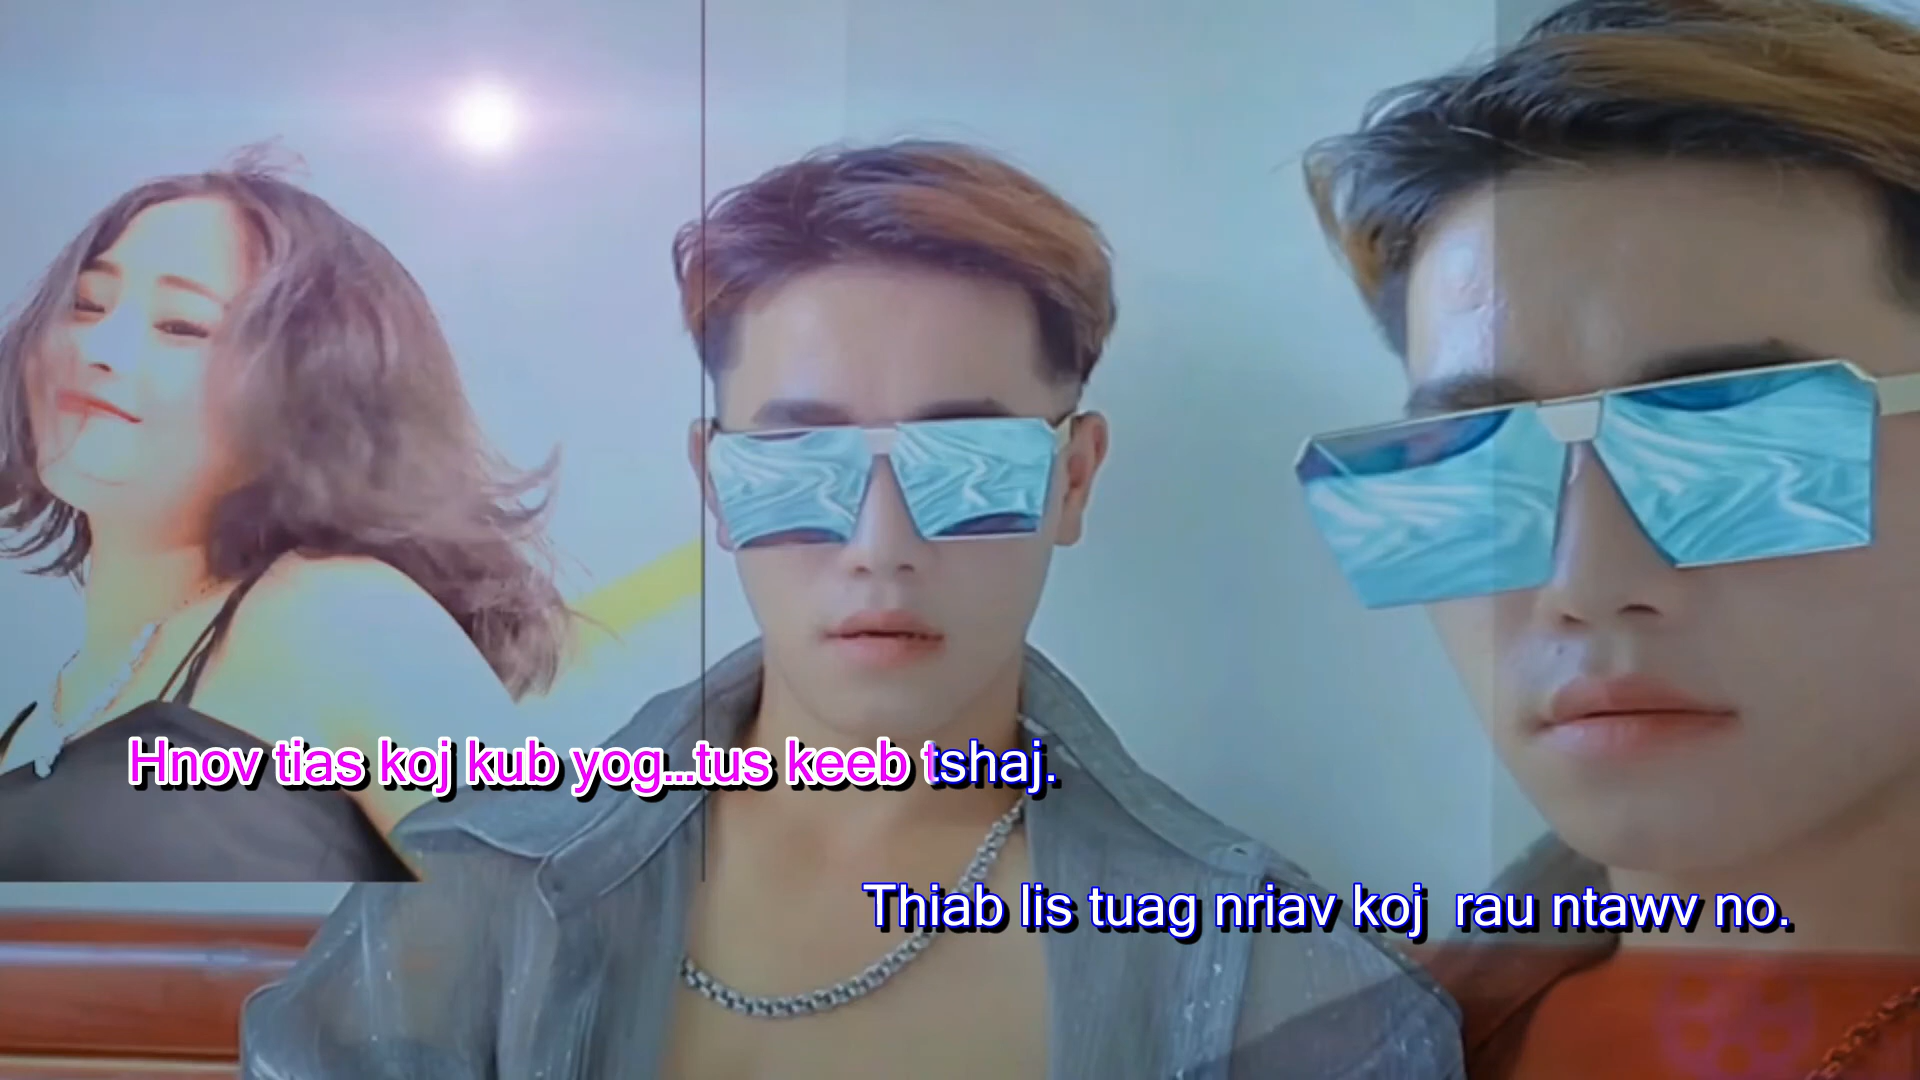 Hnov tias koj kub yog...tus keeb tshaj.
Thiab lis tuag nriav koj  rau ntawv no.